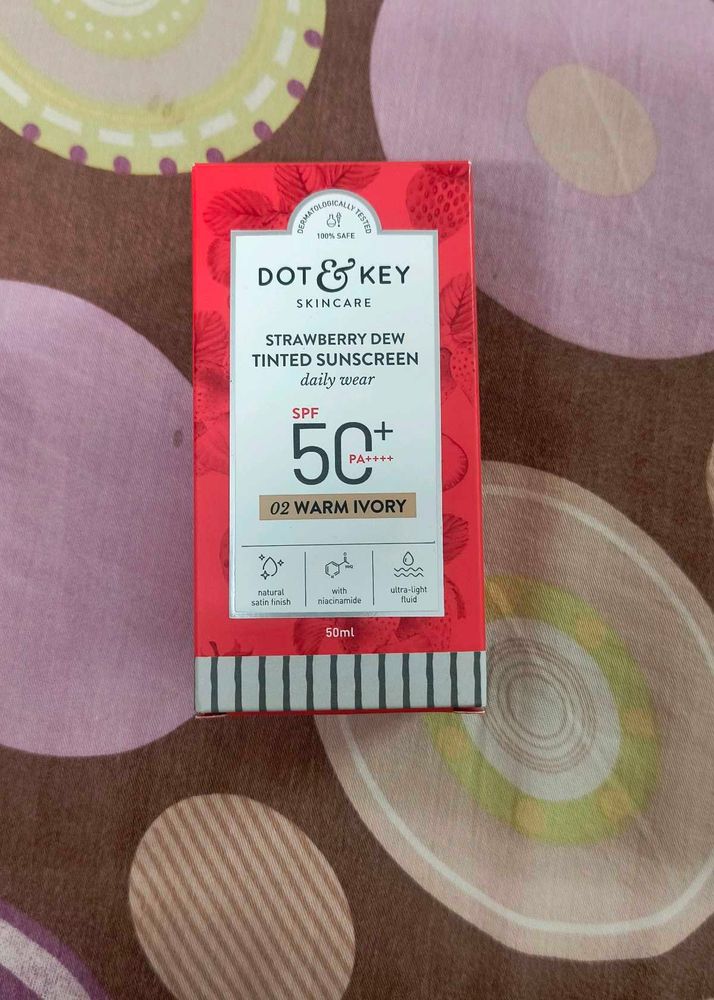 DERMATOLOGICALLY TESTED
100% SAFE
DOT & KEY
SKINCARE
STRAWBERRY DEW
TINTED SUNSCREEN
daily wear
SPF
50+
PA++++
02 WARM IVORY
natural
satin finish
with
niacinamide
ultra-light
fluid
50ml